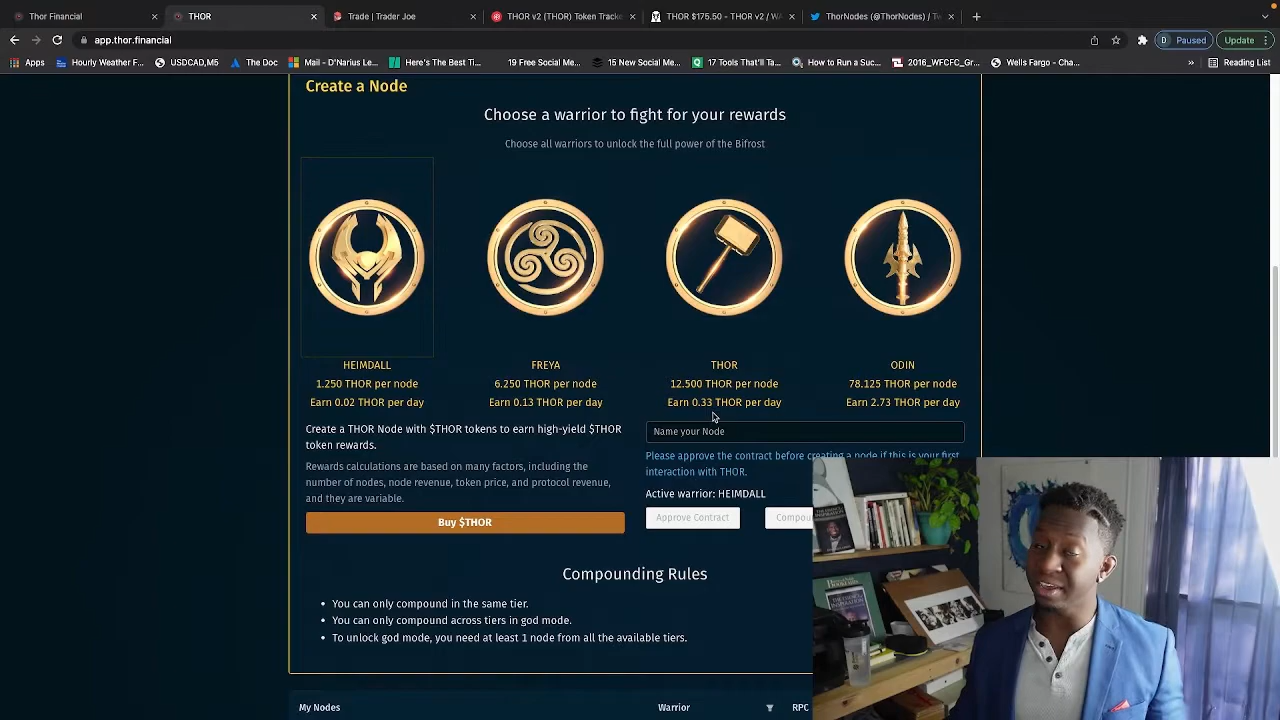 Thor Financial
THOR
Trade | Trader Joe
THOR v2 (THOR) Token Tracke
THOR $175.50 - THOR v2 / WA
ThorNodes (@ThorNodes) / Tw
app.thor.financial
D Paused
Update
Apps
Hourly Weather F...
USDCAD,M5
The Doc
Mail - D'Narius Le...
Here's The Best Ti...
19 Free Social Me...
15 New Social Me...
17 Tools That'll Ta...
How to Run a Suc...
2016_WFCFC_Gr...
Wells Fargo - Cha...
»
Reading List
Create a Node
Choose a warrior to fight for your rewards
Choose all warriors to unlock the full power of the Bifrost
HEIMDALL
1.250 THOR per node
Earn 0.02 THOR per day
FREYA
6.250 THOR per node
Earn 0.13 THOR per day
THOR
12.500 THOR per node
Earn 0.33 THOR per day
ODIN
78.125 THOR per node
Earn 2.73 THOR per day
Create a THOR Node with $THOR tokens to earn high-yield $THOR
token rewards.
Rewards calculations are based on many factors, including the
number of nodes, node revenue, token price, and protocol revenue,
and they are variable.
Buy $THOR
Name your Node
Please approve the contract before creating a node if this is your first
interaction with THOR.
Active warrior: HEIMDALL
Approve Contract
Compou
Compounding Rules
• You can only compound in the same tier.
• You can only compound across tiers in god mode.
• To unlock god mode, you need at least 1 node from all the available tiers.
My Nodes
Warrior
RPC